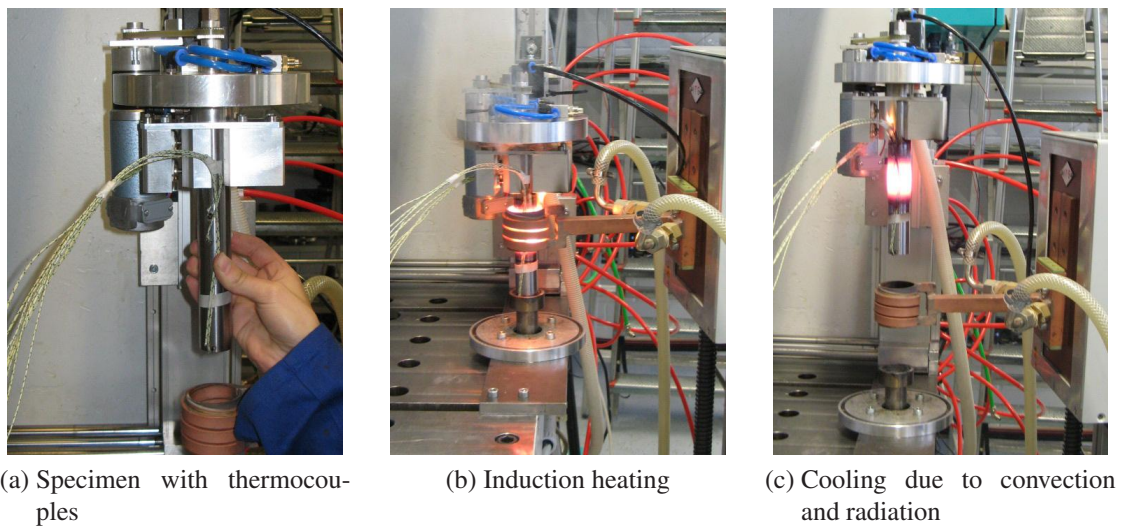 (a) Specimen with thermocou-
ples
(b) Induction heating
(c) Cooling due to convection
and radiation